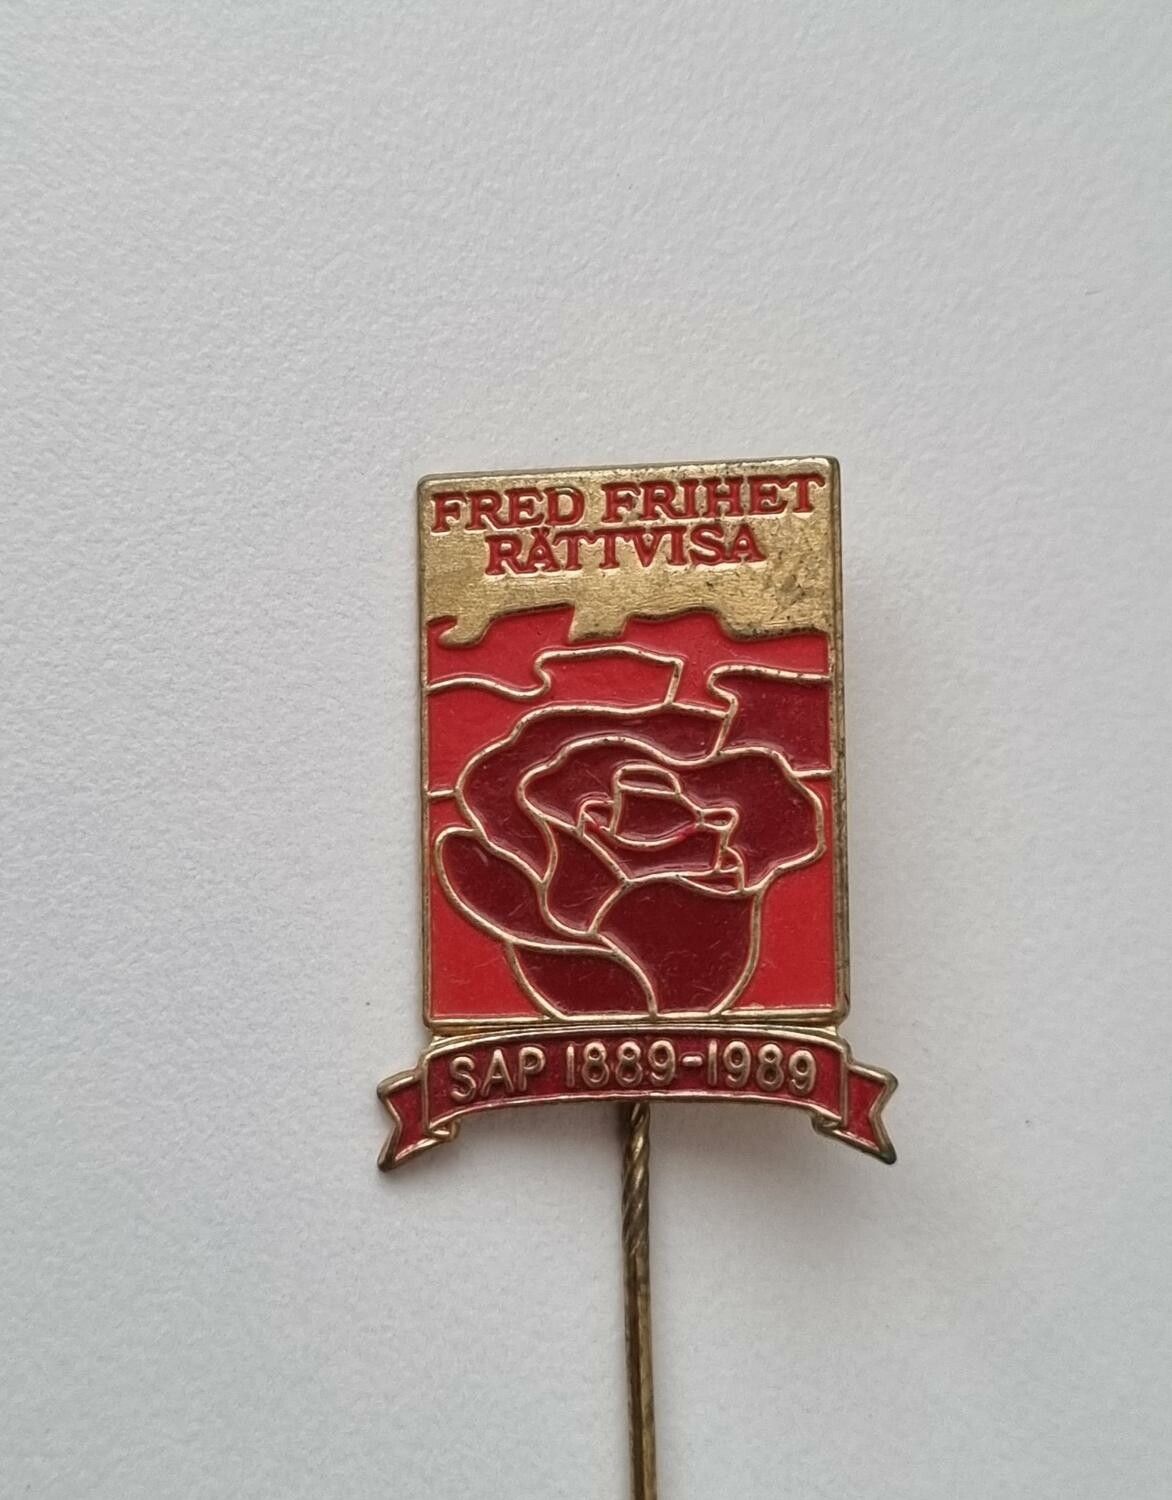 FRED FRIHET
RÄTTVISA
SAP 1889-1989